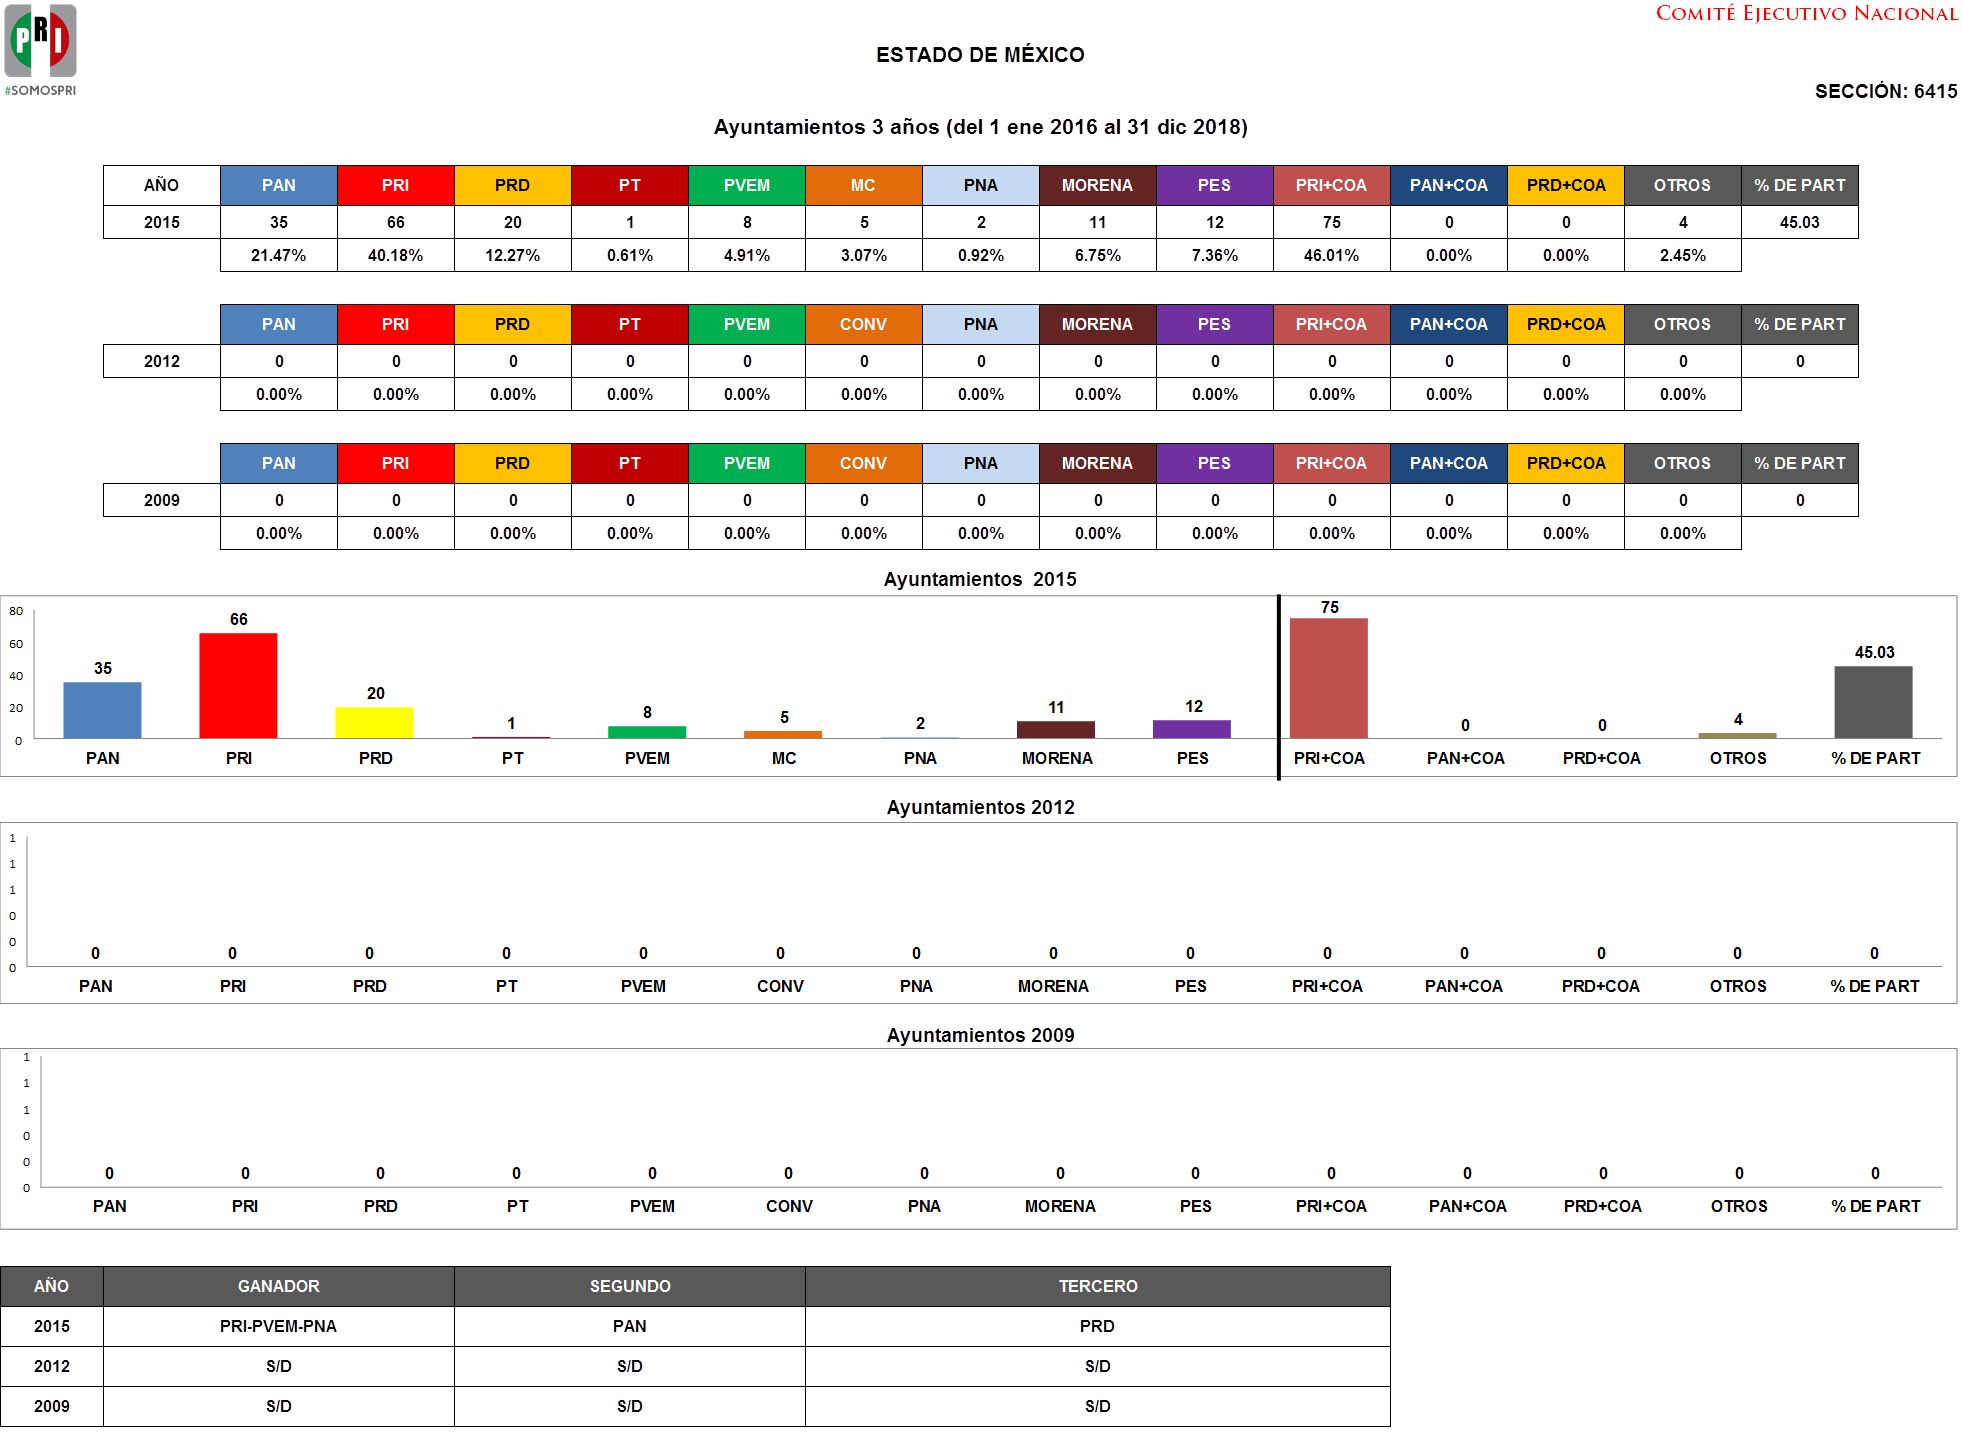 PRI
#SOMOSPRI
COMITÉ EJECUTIVO NACIONAL
ESTADO DE MÉXICO
SECCIÓN: 6415
Ayuntamientos 3 años (del 1 ene 2016 al 31 dic 2018)
AÑO PAN PRI PRD PT PVEM MC PNA MORENA PES PRI+COA PAN+COA PRD+COA OTROS % DE PART
2015 35 66 20 1 8 5 2 11 12 75 0 0 4 45.03
21.47% 40.18% 12.27% 0.61% 4.91% 3.07% 0.92% 6.75% 7.36% 46.01% 0.00% 0.00% 2.45%
PAN PRI PRD PT PVEM CONV PNA MORENA PES PRI+COA PAN+COA PRD+COA OTROS % DE PART
2012 0 0 0 0 0 0 0 0 0 0 0 0 0 0
0.00% 0.00% 0.00% 0.00% 0.00% 0.00% 0.00% 0.00% 0.00% 0.00% 0.00% 0.00% 0.00%
PAN PRI PRD PT PVEM CONV PNA MORENA PES PRI+COA PAN+COA PRD+COA OTROS % DE PART
2009 0 0 0 0 0 0 0 0 0 0 0 0 0 0
0.00% 0.00% 0.00% 0.00% 0.00% 0.00% 0.00% 0.00% 0.00% 0.00% 0.00% 0.00% 0.00%
Ayuntamientos 2015
80
60
40
20
0
35 66 20 1 8 5 2 11 12 75 0 0 4 45.03
PAN PRI PRD PT PVEM MC PNA MORENA PES PRI+COA PAN+COA PRD+COA OTROS % DE PART
Ayuntamientos 2012
1
1
1
0
0
0
0 0 0 0 0 0 0 0 0 0 0 0 0 0
PAN PRI PRD PT PVEM CONV PNA MORENA PES PRI+COA PAN+COA PRD+COA OTROS % DE PART
Ayuntamientos 2009
1
1
1
0
0
0
0 0 0 0 0 0 0 0 0 0 0 0 0 0
PAN PRI PRD PT PVEM CONV PNA MORENA PES PRI+COA PAN+COA PRD+COA OTROS % DE PART
AÑO GANADOR SEGUNDO TERCERO
2015 PRI-PVEM-PNA PAN PRD
2012 S/D S/D S/D
2009 S/D S/D S/D